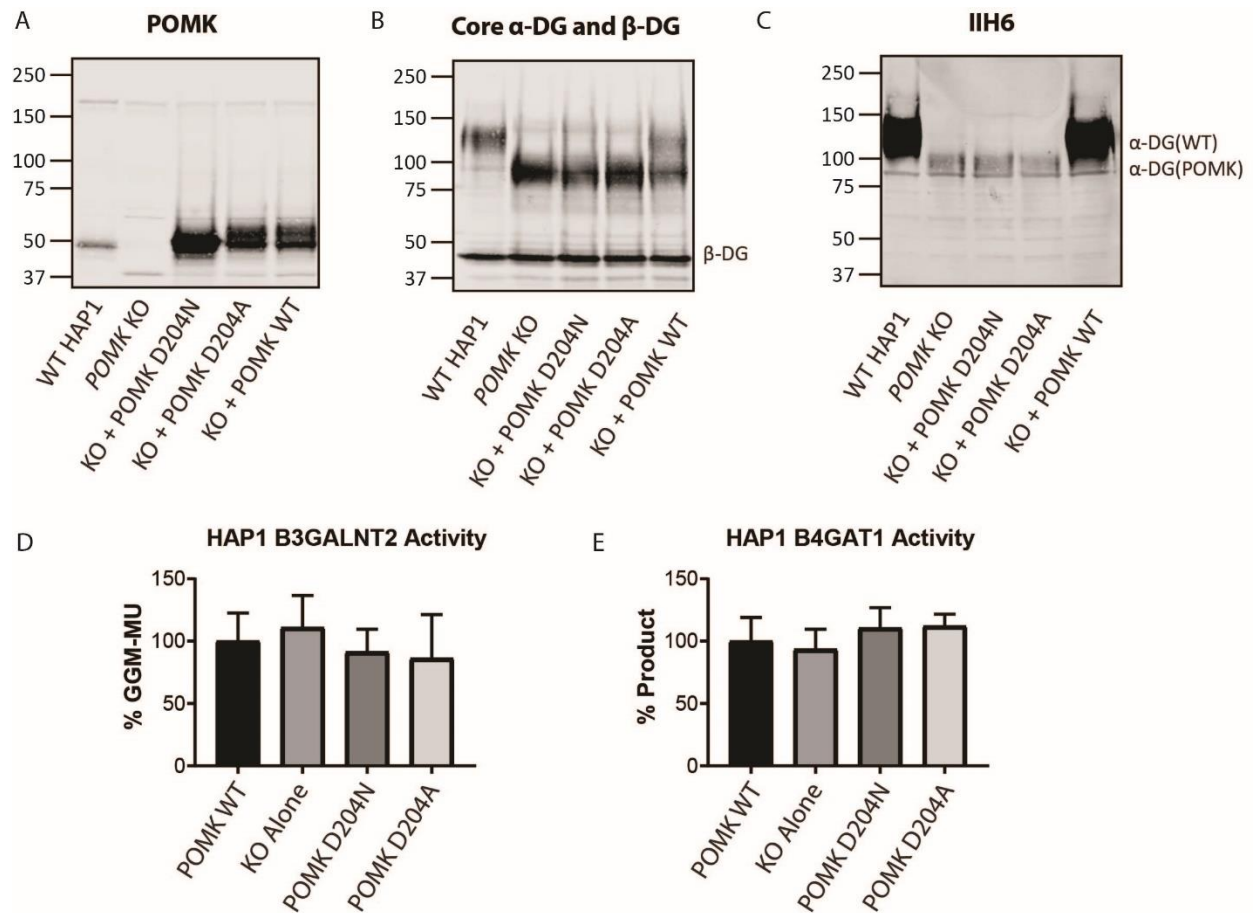 A
POMK
250
150
100
75
50
37
WT HAP1
POMK KO
KO + POMK D204N
KO + POMK D204A
KO + POMK WT
B
Core α-DG and β-DG
250
150
100
75
50
37
β-DG
WT HAP1
POMK KO
KO + POMK D204N
KO + POMK D204A
KO + POMK WT
C
IIH6
250
150
100
75
50
37
α-DG(WT)
α-DG(POMK)
WT HAP1
POMK KO
KO + POMK D204N
KO + POMK D204A
KO + POMK WT
D
HAP1 B3GALNT2 Activity
% GGM-MU
150
100
50
0
POMK WT
KO Alone
POMK D204N
POMK D204A
E
HAP1 B4GAT1 Activity
% Product
150
100
50
0
POMK WT
KO Alone
POMK D204N
POMK D204A